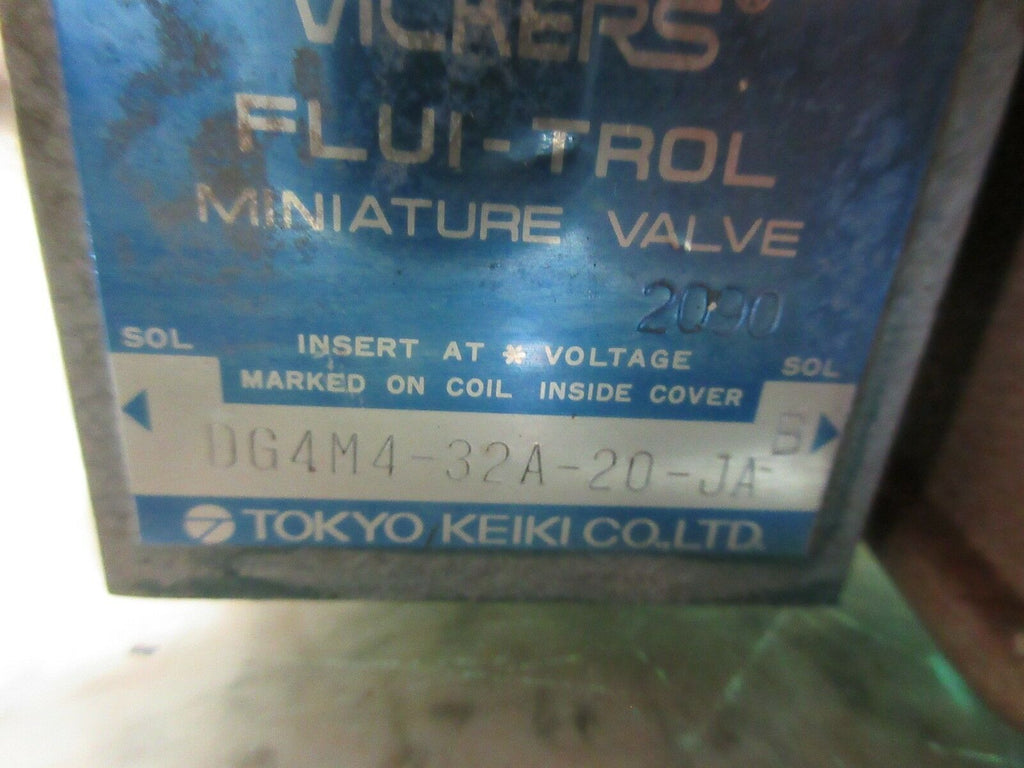 VICKERS®
FLUI-TROL
MINIATURE VALVE
2090
SOL
INSERT AT * VOLTAGE
SOL
MARKED ON COIL INSIDE COVER
B
DG4M4-32A-20-JA
TOKYO KEIKI CO., LTD.